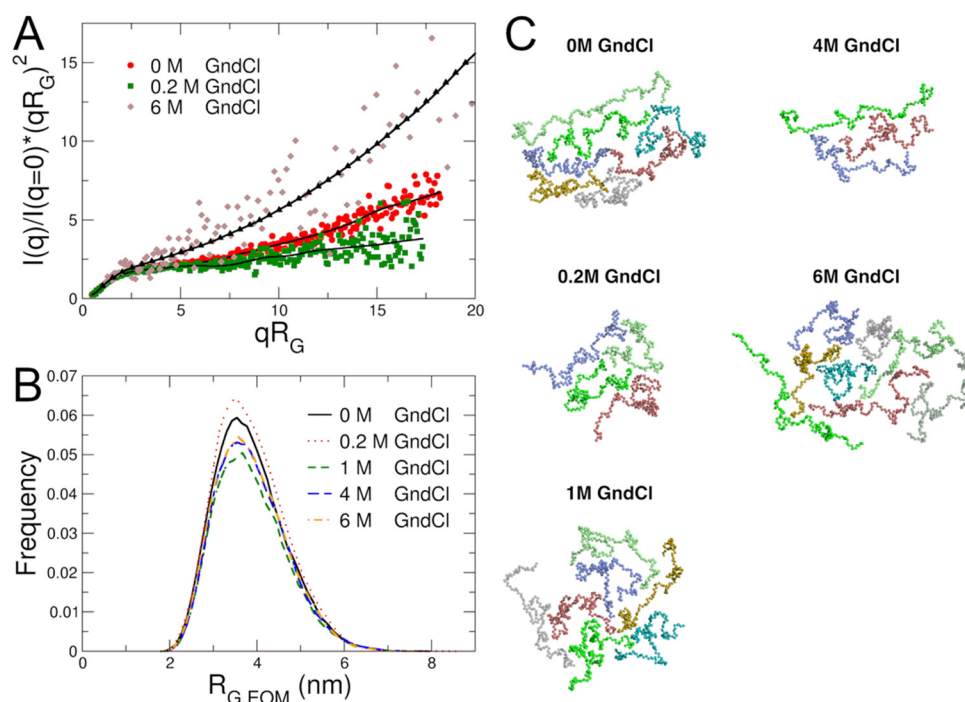 A
I(q)/I(q=0)*(qR_G)^2
15
10
5
0
0 M GndCl
0.2 M GndCl
6 M GndCl
0 5 10 15 20
qR_G
B
Frequency
0.07
0.06
0.05
0.04
0.03
0.02
0.01
0
0 M GndCl
0.2 M GndCl
1 M GndCl
4 M GndCl
6 M GndCl
0 2 4 6 8
R_G EOM (nm)
C
0M GndCl
4M GndCl
0.2M GndCl
6M GndCl
1M GndCl